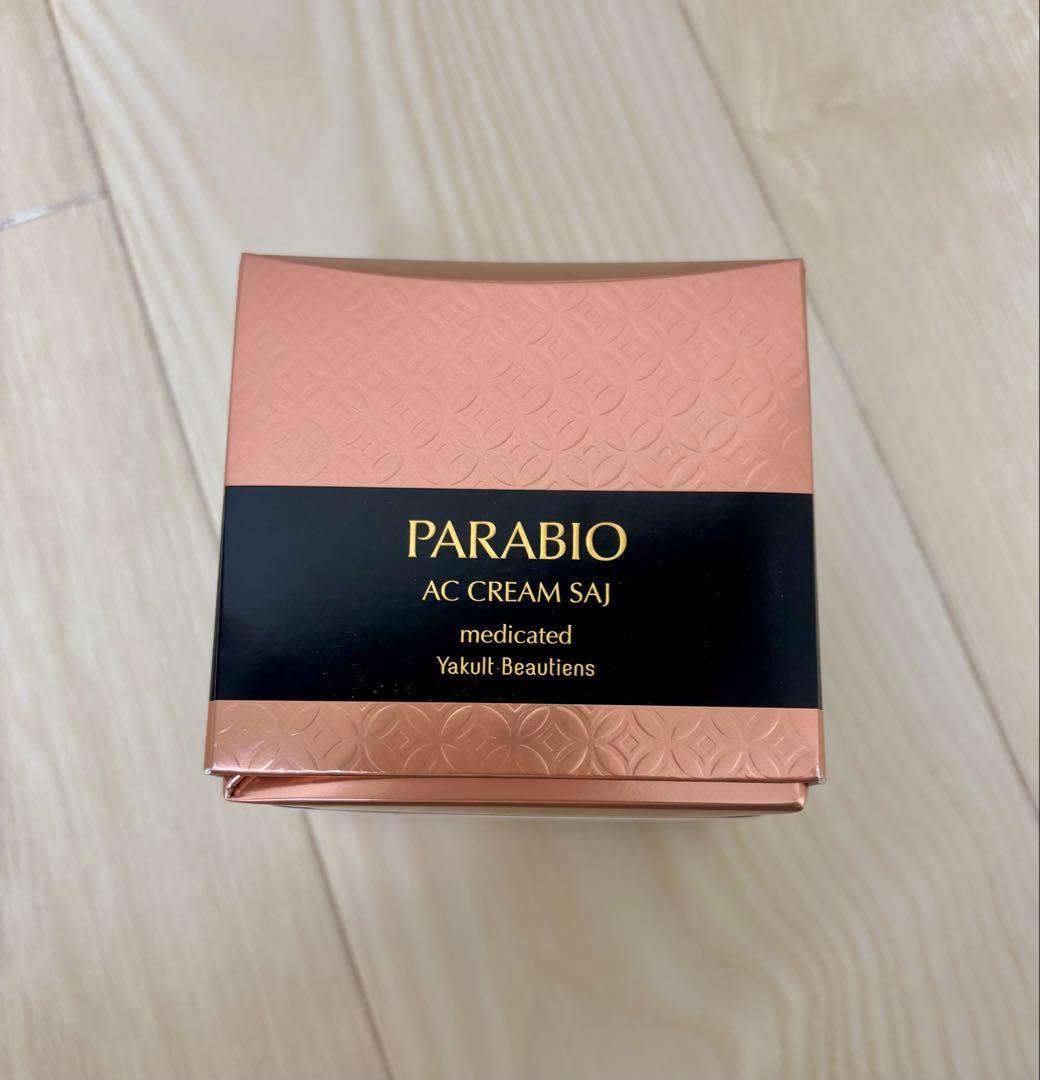 PARABIO
AC CREAM SAJ
medicated
Yakult Beautiens